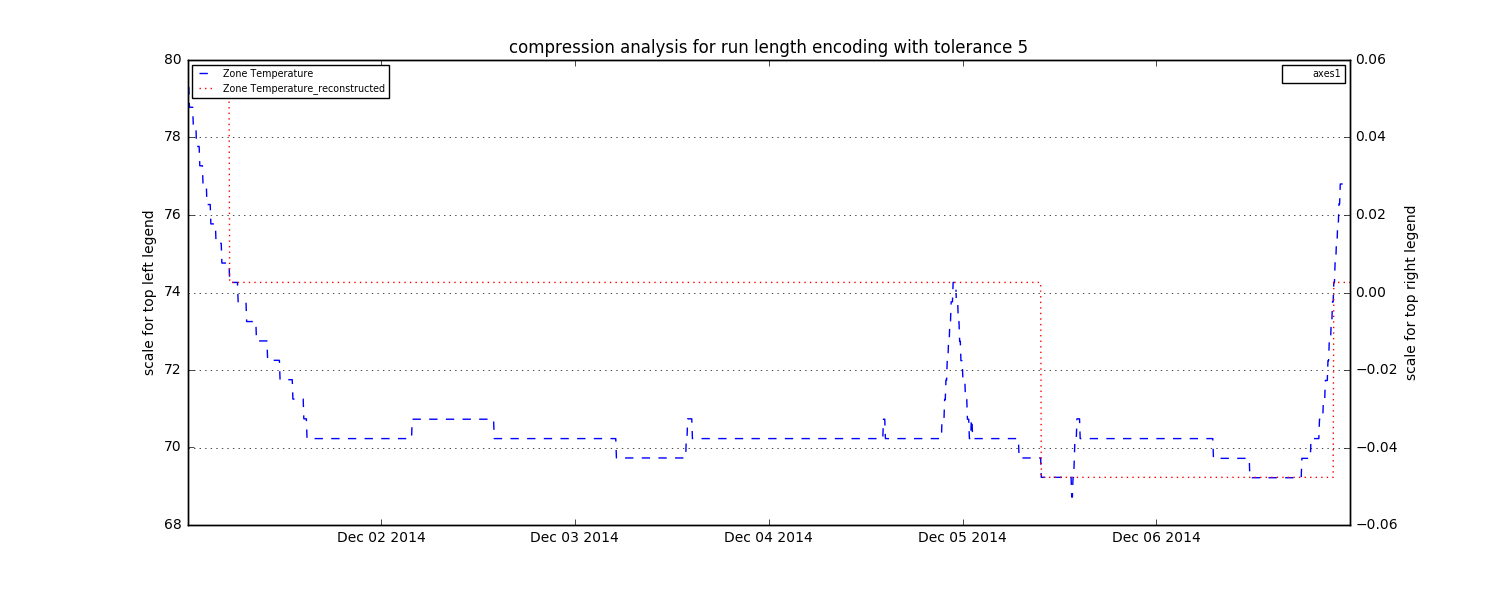 compression analysis for run length encoding with tolerance 5
80
78
76
74
72
70
68
scale for top left legend
Zone Temperature
Zone Temperature_reconstructed
axes1
0.06
0.04
0.02
0.00
−0.02
−0.04
−0.06
scale for top right legend
Dec 02 2014
Dec 03 2014
Dec 04 2014
Dec 05 2014
Dec 06 2014